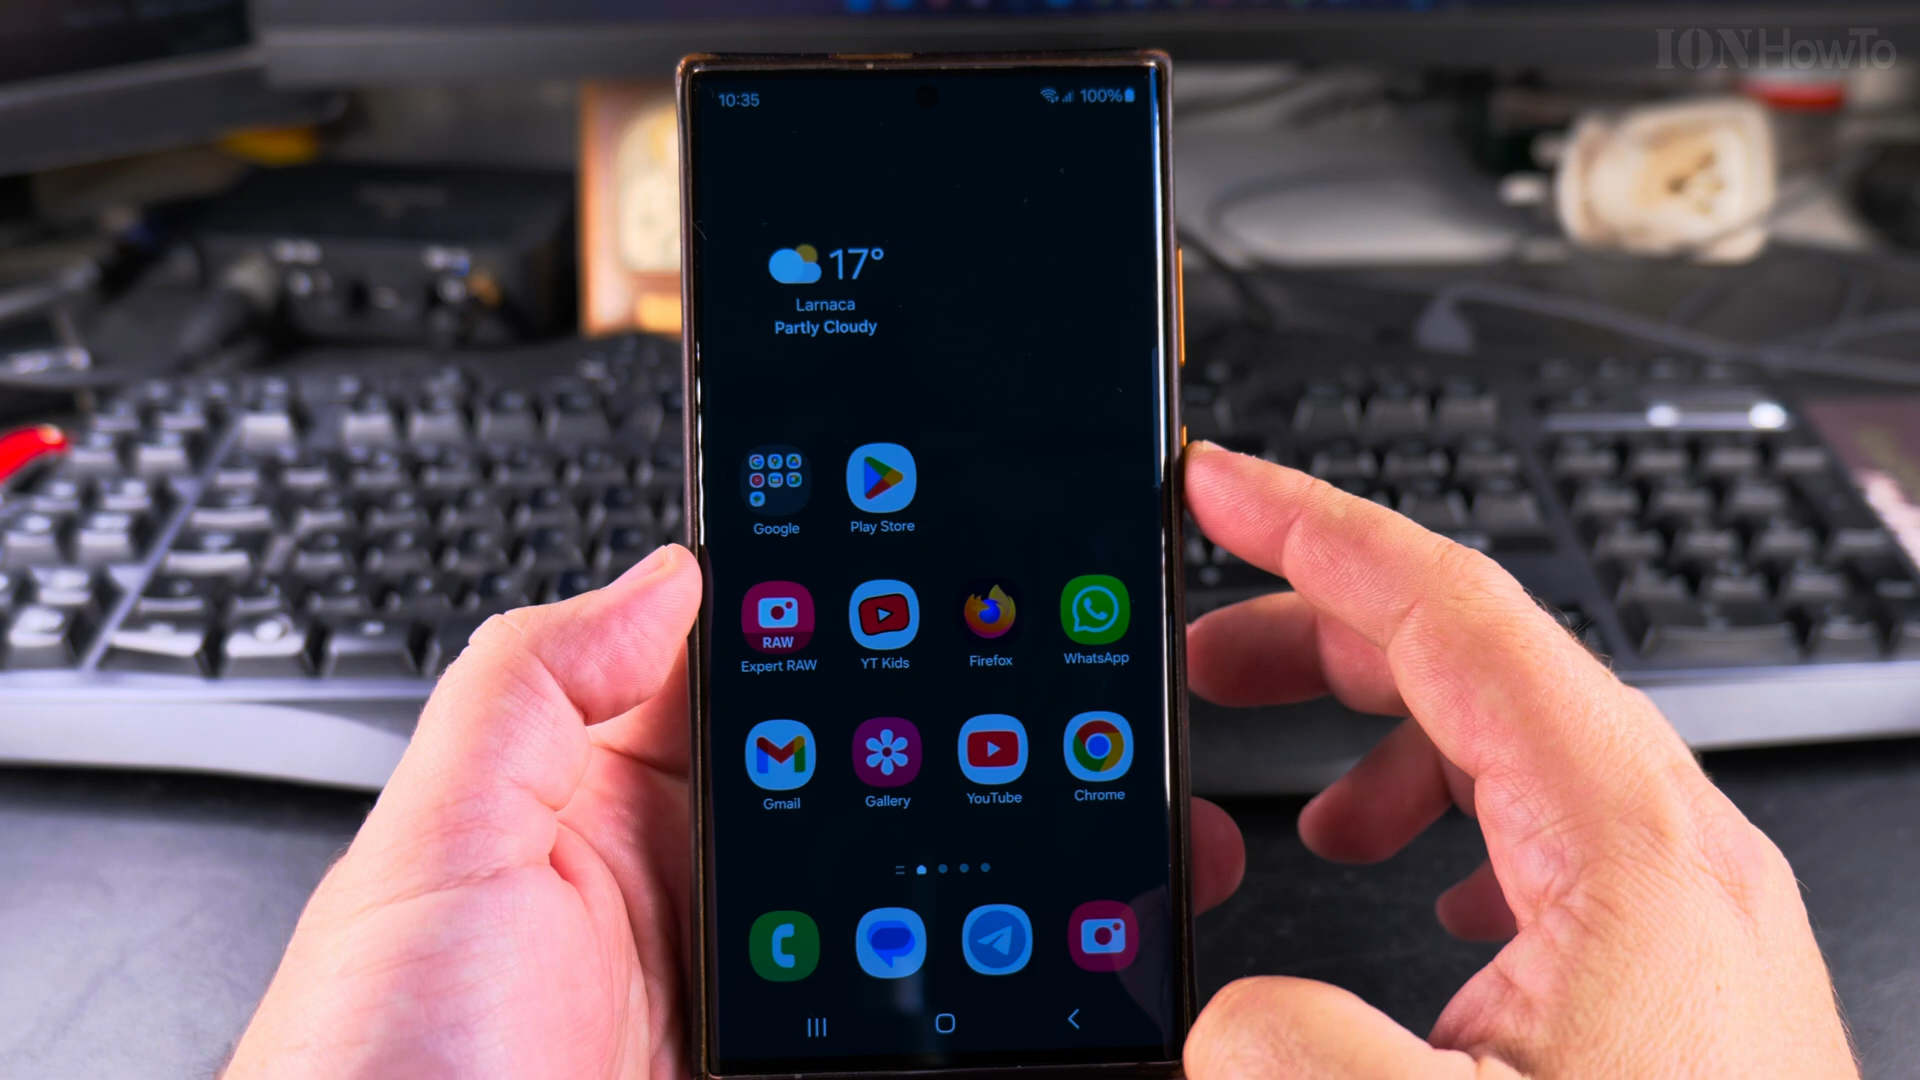 IONHowTo
10:35
100%
17°
Larnaca
Partly Cloudy
Google
Play Store
RAW
Expert RAW
YT Kids
Firefox
WhatsApp
Gmail
Gallery
YouTube
Chrome